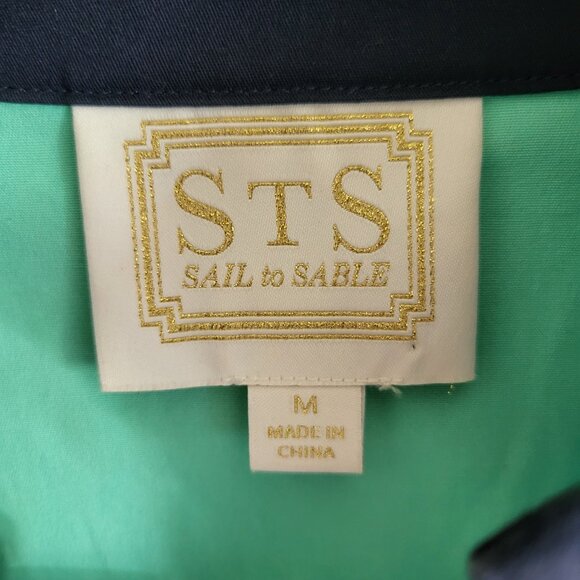 STS
SAIL to SABLE
M
MADE IN
CHINA